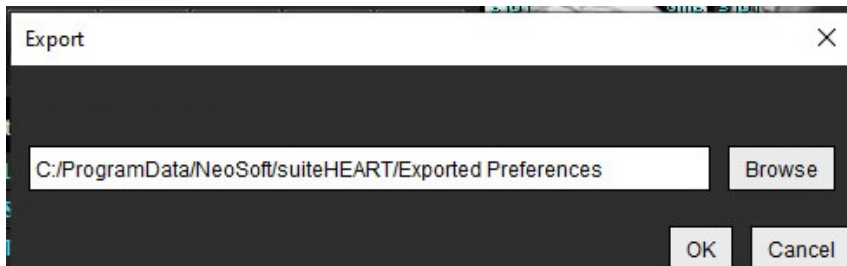 Export
C:/ProgramData/NeoSoft/suiteHEART/Exported Preferences
Browse
OK
Cancel